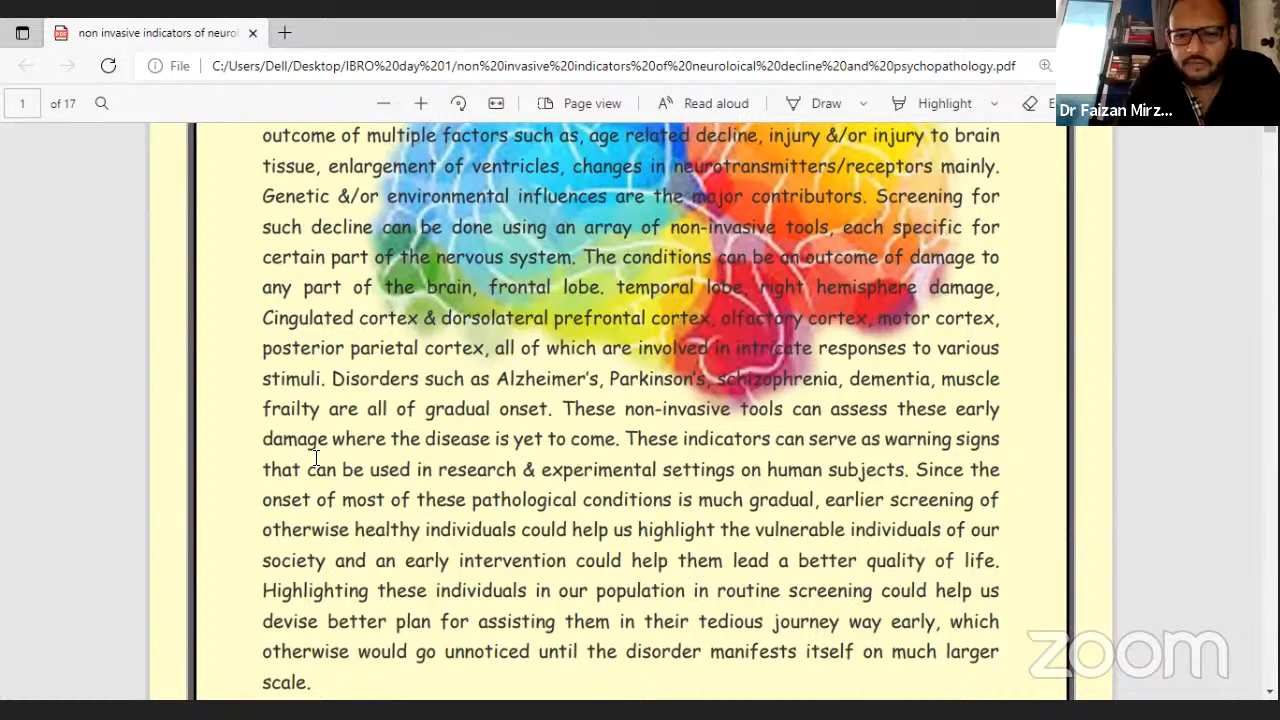 non invasive indicators of neurol
File
C:/Users/Dell/Desktop/IBRO%20day%201/non%20invasive%20indicators%20of%20neuroloical%20decline%20and%20psychopathology.pdf
1 of 17
Page view
Read aloud
Draw
Highlight
Dr Faizan Mirz...
outcome of multiple factors such as, age related decline, injury &/or injury to brain
tissue, enlargement of ventricles, changes in neurotransmitters/receptors mainly.
Genetic &/or environmental influences are the major contributors. Screening for
such decline can be done using an array of non-invasive tools, each specific for
certain part of the nervous system. The conditions can be an outcome of damage to
any part of the brain, frontal lobe. temporal lobe, right hemisphere damage,
Cingulated cortex & dorsolateral prefrontal cortex, olfactory cortex, motor cortex,
posterior parietal cortex, all of which are involved in intricate responses to various
stimuli. Disorders such as Alzheimer's, Parkinson's, schizophrenia, dementia, muscle
frailty are all of gradual onset. These non-invasive tools can assess these early
damage where the disease is yet to come. These indicators can serve as warning signs
that can be used in research & experimental settings on human subjects. Since the
onset of most of these pathological conditions is much gradual, earlier screening of
otherwise healthy individuals could help us highlight the vulnerable individuals of our
society and an early intervention could help them lead a better quality of life.
Highlighting these individuals in our population in routine screening could help us
devise better plan for assisting them in their tedious journey way early, which
otherwise would go unnoticed until the disorder manifests itself on much larger
scale.
zoom